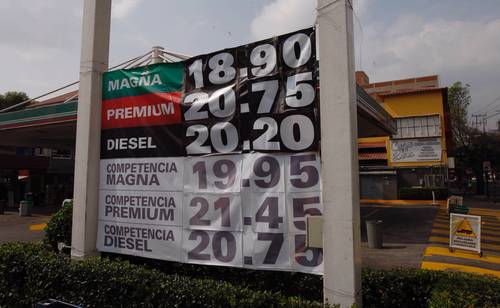 MAGNA 18.90
PREMIUM 20.75
DIESEL 20.20
COMPETENCIA MAGNA 19.95
COMPETENCIA PREMIUM 21.45
COMPETENCIA DIESEL 20.75